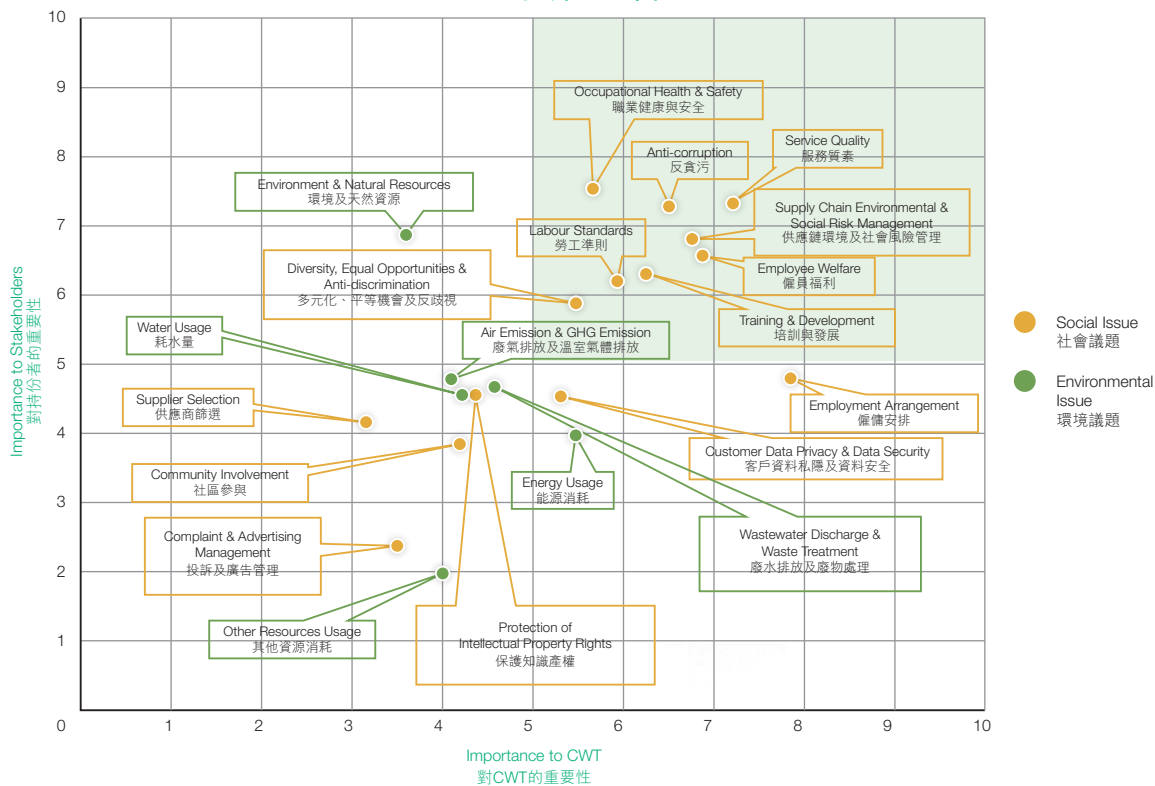 10
9
8
7
6
5
4
3
2
1
0
1
2
3
4
5
6
7
8
9
10
Importance to Stakeholders
對持份者的重要性
Importance to CWT
對CWT的重要性
Occupational Health & Safety
職業健康與安全
Anti-corruption
反貪污
Service Quality
服務質素
Environment & Natural Resources
環境及天然資源
Supply Chain Environmental &
Social Risk Management
供應鏈環境及社會風險管理
Labour Standards
勞工準則
Employee Welfare
僱員福利
Diversity, Equal Opportunities &
Anti-discrimination
多元化、平等機會及反歧視
Training & Development
培訓與發展
Water Usage
耗水量
Air Emission & GHG Emission
廢氣排放及溫室氣體排放
Supplier Selection
供應商篩選
Employment Arrangement
僱傭安排
Community Involvement
社區參與
Customer Data Privacy & Data Security
客戶資料私隱及資料安全
Energy Usage
能源消耗
Complaint & Advertising
Management
投訴及廣告管理
Wastewater Discharge &
Waste Treatment
廢水排放及廢物處理
Other Resources Usage
其他資源消耗
Protection of
Intellectual Property Rights
保護知識產權
Social Issue
社會議題
Environmental
Issue
環境議題